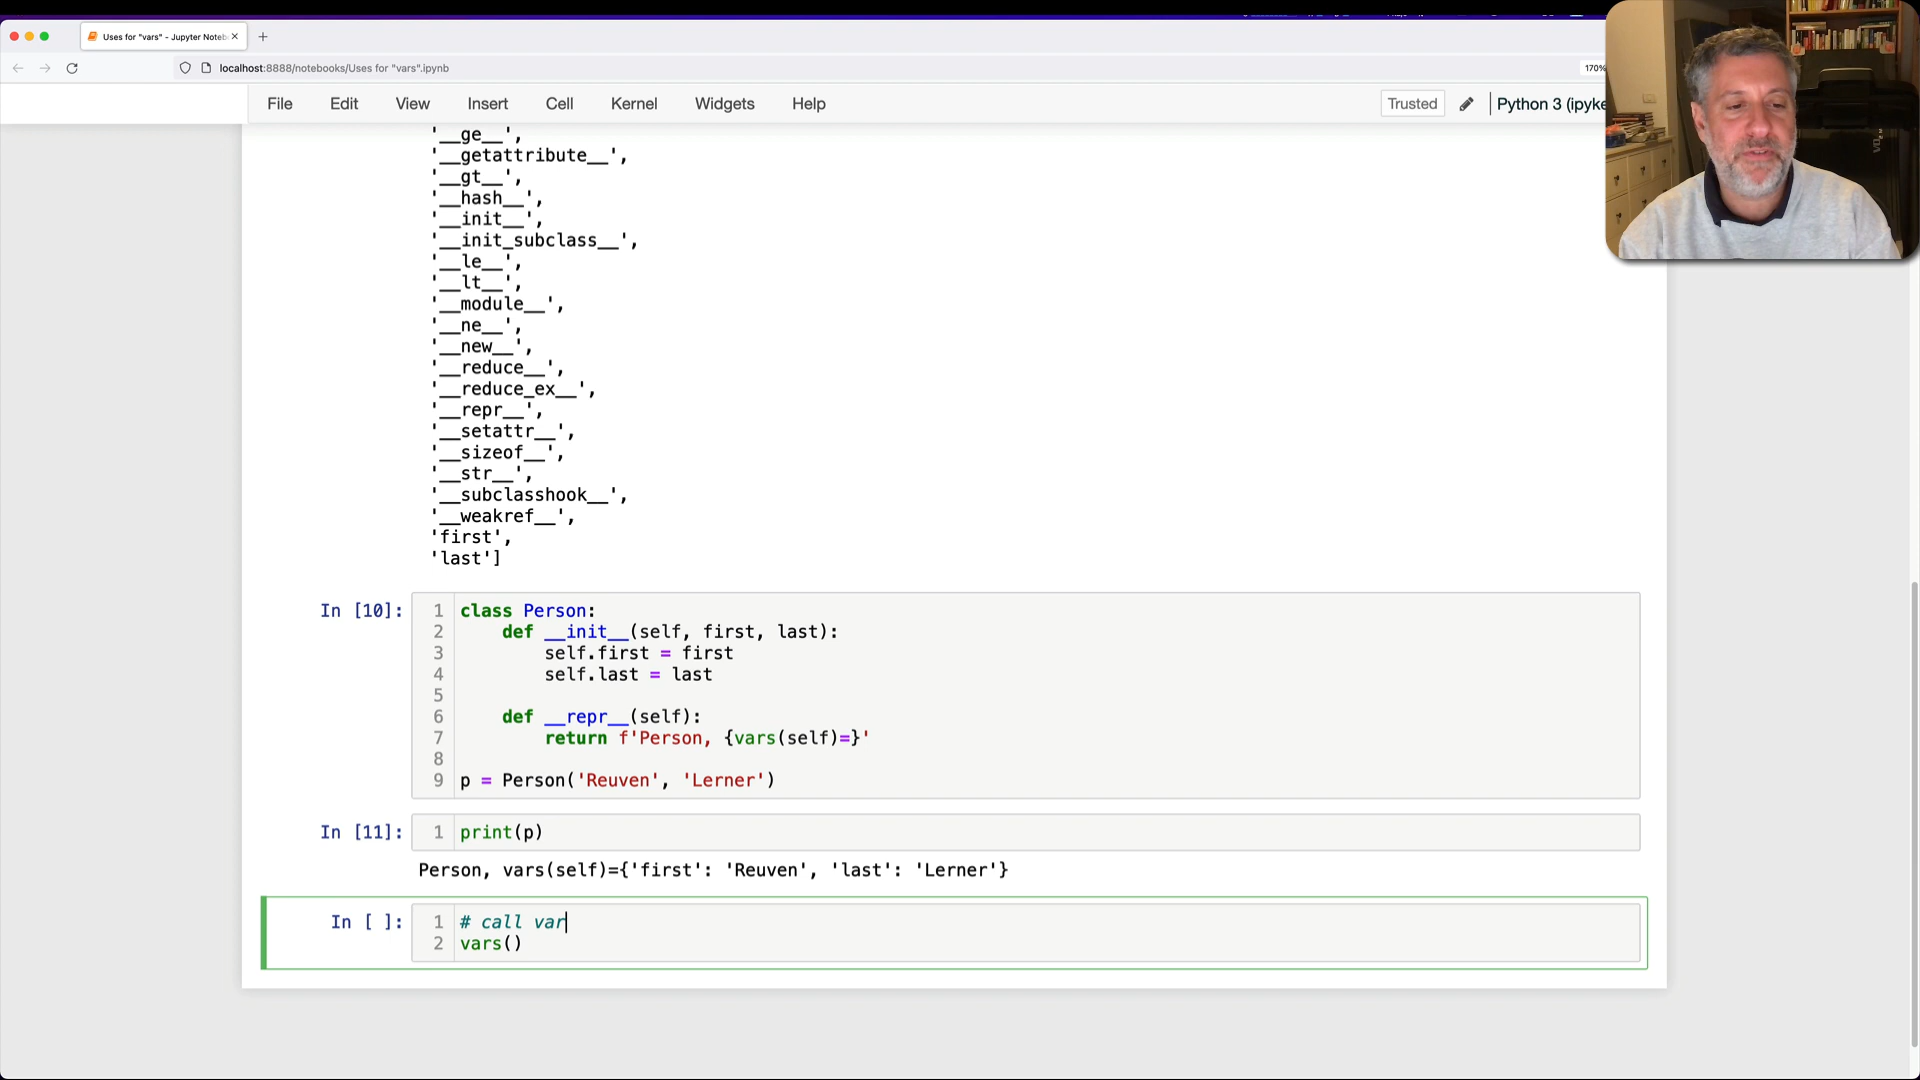 Uses for "vars" - Jupyter Noteb
localhost:8888/notebooks/Uses for "vars".ipynb
170%
File Edit View Insert Cell Kernel Widgets Help
Trusted
Python 3 (ipyke
'__ge__',
'__getattribute__',
'__gt__',
'__hash__',
'__init__',
'__init_subclass__',
'__le__',
'__lt__',
'__module__',
'__ne__',
'__new__',
'__reduce__',
'__reduce_ex__',
'__repr__',
'__setattr__',
'__sizeof__',
'__str__',
'__subclasshook__',
'__weakref__',
'first',
'last']
In [10]:
1 class Person:
2     def __init__(self, first, last):
3         self.first = first
4         self.last = last
5
6     def __repr__(self):
7         return f'Person, {vars(self)=}'
8
9 p = Person('Reuven', 'Lerner')
In [11]:
1 print(p)
Person, vars(self)={'first': 'Reuven', 'last': 'Lerner'}
In [ ]:
1 # call var
2 vars()